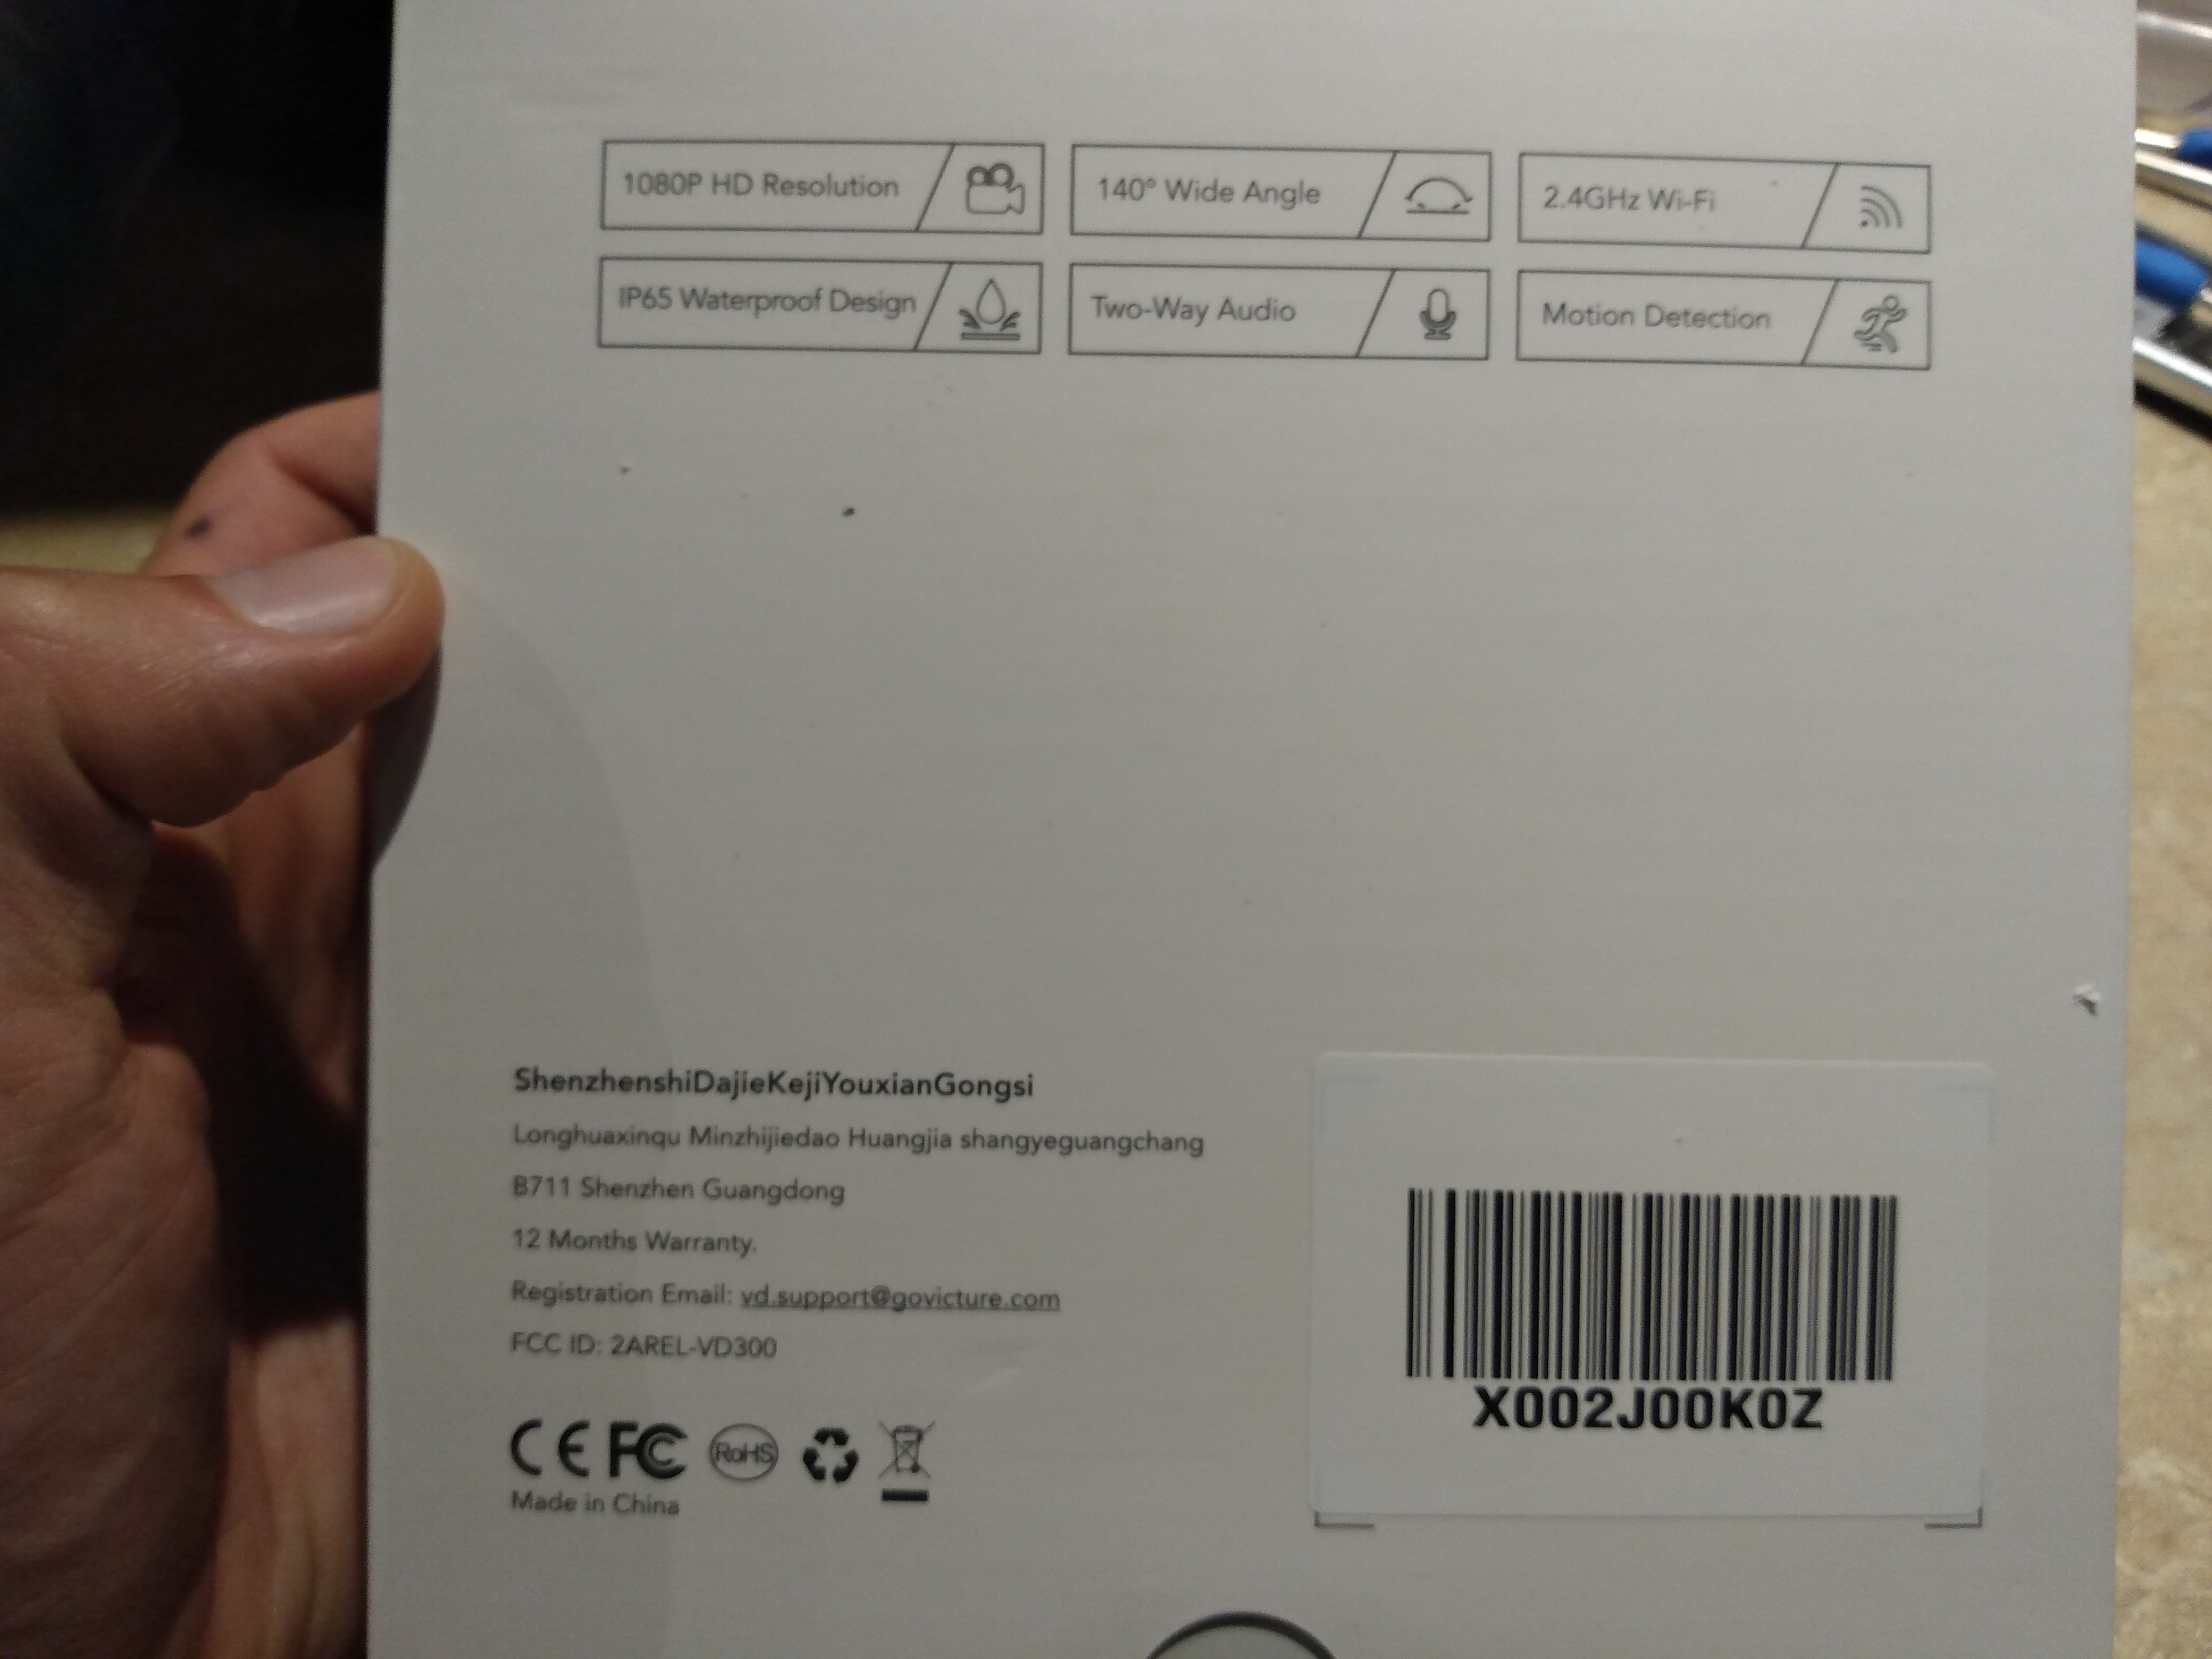 1080P HD Resolution
140° Wide Angle
2.4GHz Wi-Fi
IP65 Waterproof Design
Two-Way Audio
Motion Detection
ShenzhenshiDajieKejiYouxianGongsi
Longhuaxinqu Minzhijiedao Huangjia shangyeguangchang
B711 Shenzhen Guangdong
12 Months Warranty.
Registration Email: vd.support@govicture.com
FCC ID: 2AREL-VD300
CE FC RoHS
Made in China
X002J00K0Z